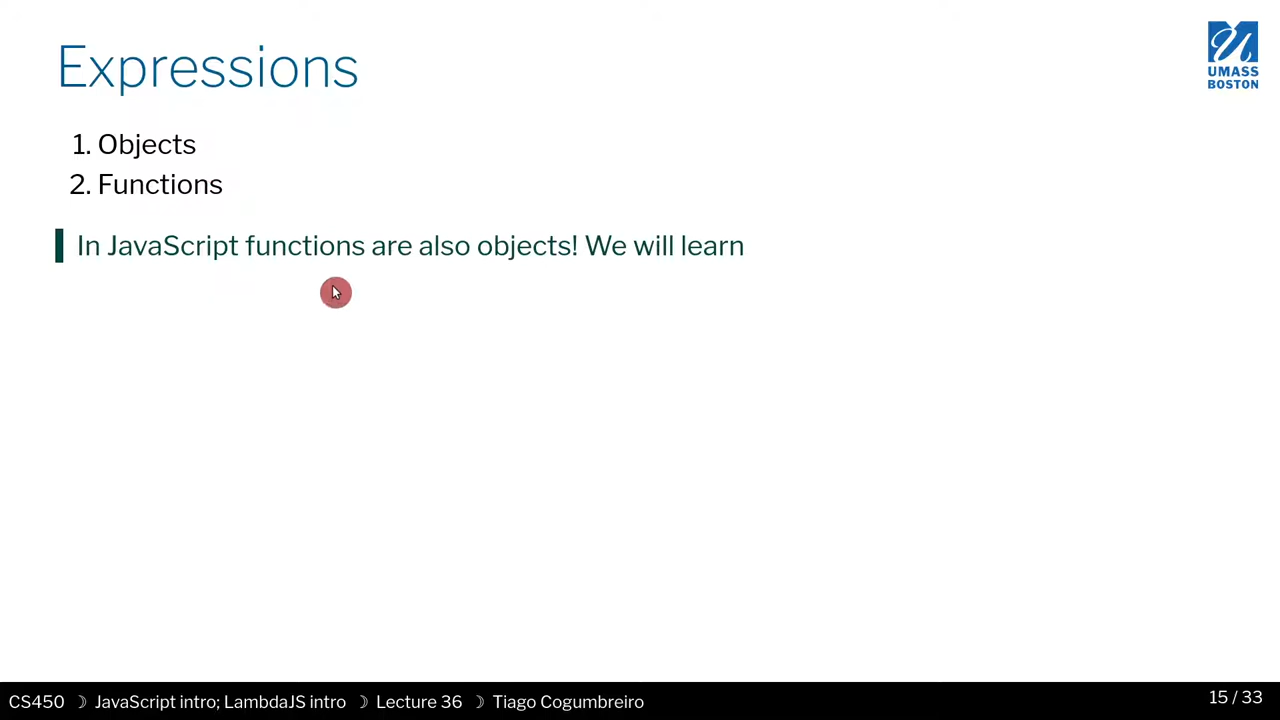 Expressions
UMASS
BOSTON
1. Objects
2. Functions
In JavaScript functions are also objects! We will learn
CS450 ☽ JavaScript intro; LambdaJS intro ☽ Lecture 36 ☽ Tiago Cogumbreiro
15 / 33